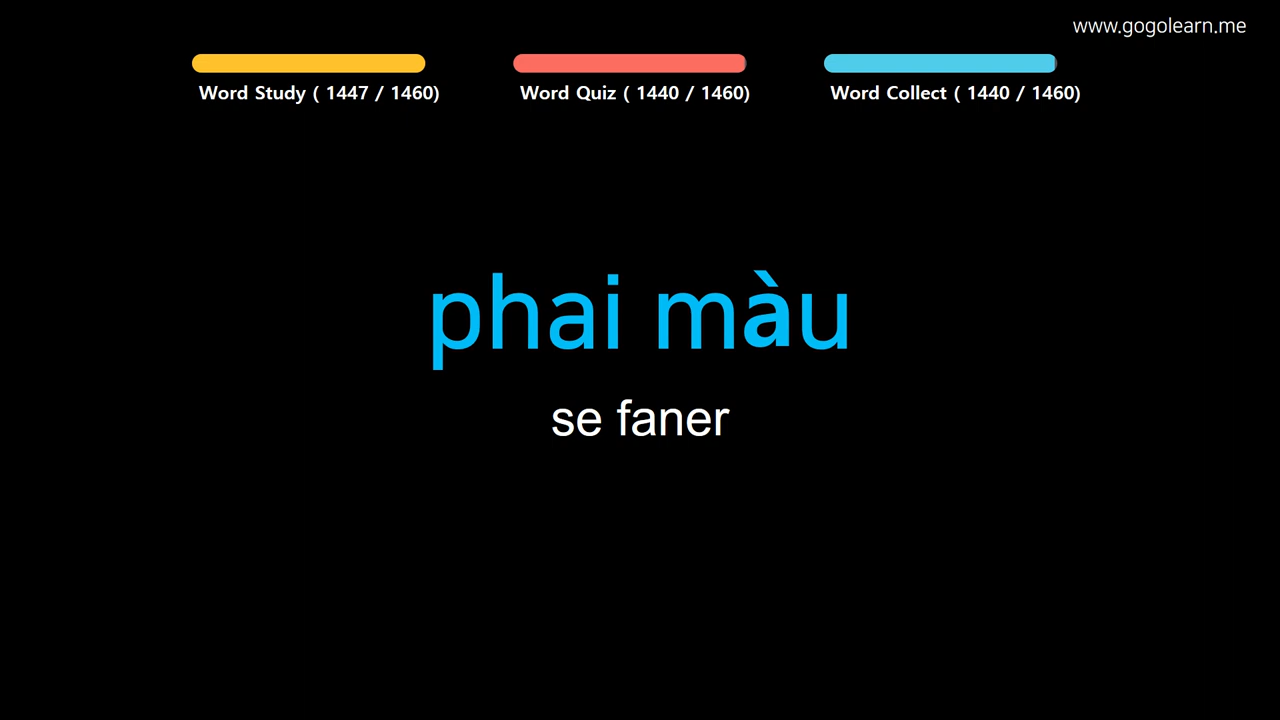 www.gogolearn.me
Word Study ( 1447 / 1460)
Word Quiz ( 1440 / 1460)
Word Collect ( 1440 / 1460)
phai màu
se faner